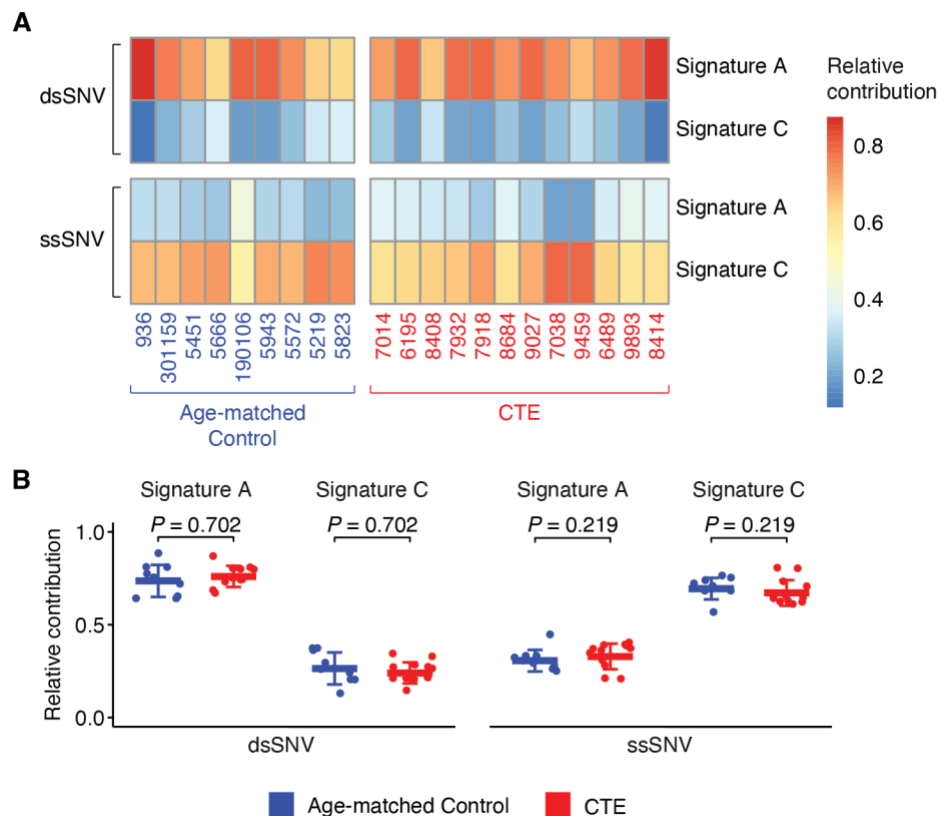 A
dsSNV
Signature A
Signature C
ssSNV
Signature A
Signature C
Relative
contribution
0.8
0.6
0.4
0.2
936 301159 5451 5666 190106 5943 5572 5219 5823
7014 6195 8408 7932 7918 8684 9027 7038 9459 6489 9893 8414
Age-matched
Control
CTE
B
Signature A Signature C Signature A Signature C
P = 0.702 P = 0.702 P = 0.219 P = 0.219
Relative contribution
1.0
0.5
0.0
dsSNV ssSNV
Age-matched Control CTE